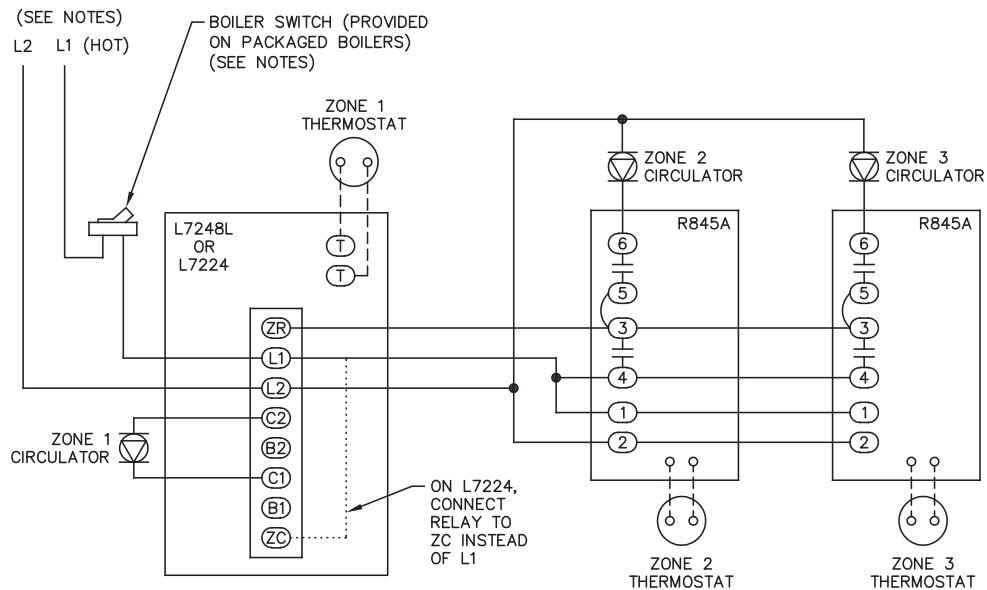 (SEE NOTES)
L2 L1 (HOT)
BOILER SWITCH (PROVIDED
ON PACKAGED BOILERS)
(SEE NOTES)
ZONE 1
THERMOSTAT
ZONE 2
CIRCULATOR
ZONE 3
CIRCULATOR
L7248L
OR
L7224
T
T
R845A
R845A
6
5
3
4
1
2
6
5
3
4
1
2
ZR
L1
L2
C2
B2
C1
B1
ZC
ZONE 1
CIRCULATOR
ON L7224,
CONNECT
RELAY TO
ZC INSTEAD
OF L1
ZONE 2
THERMOSTAT
ZONE 3
THERMOSTAT